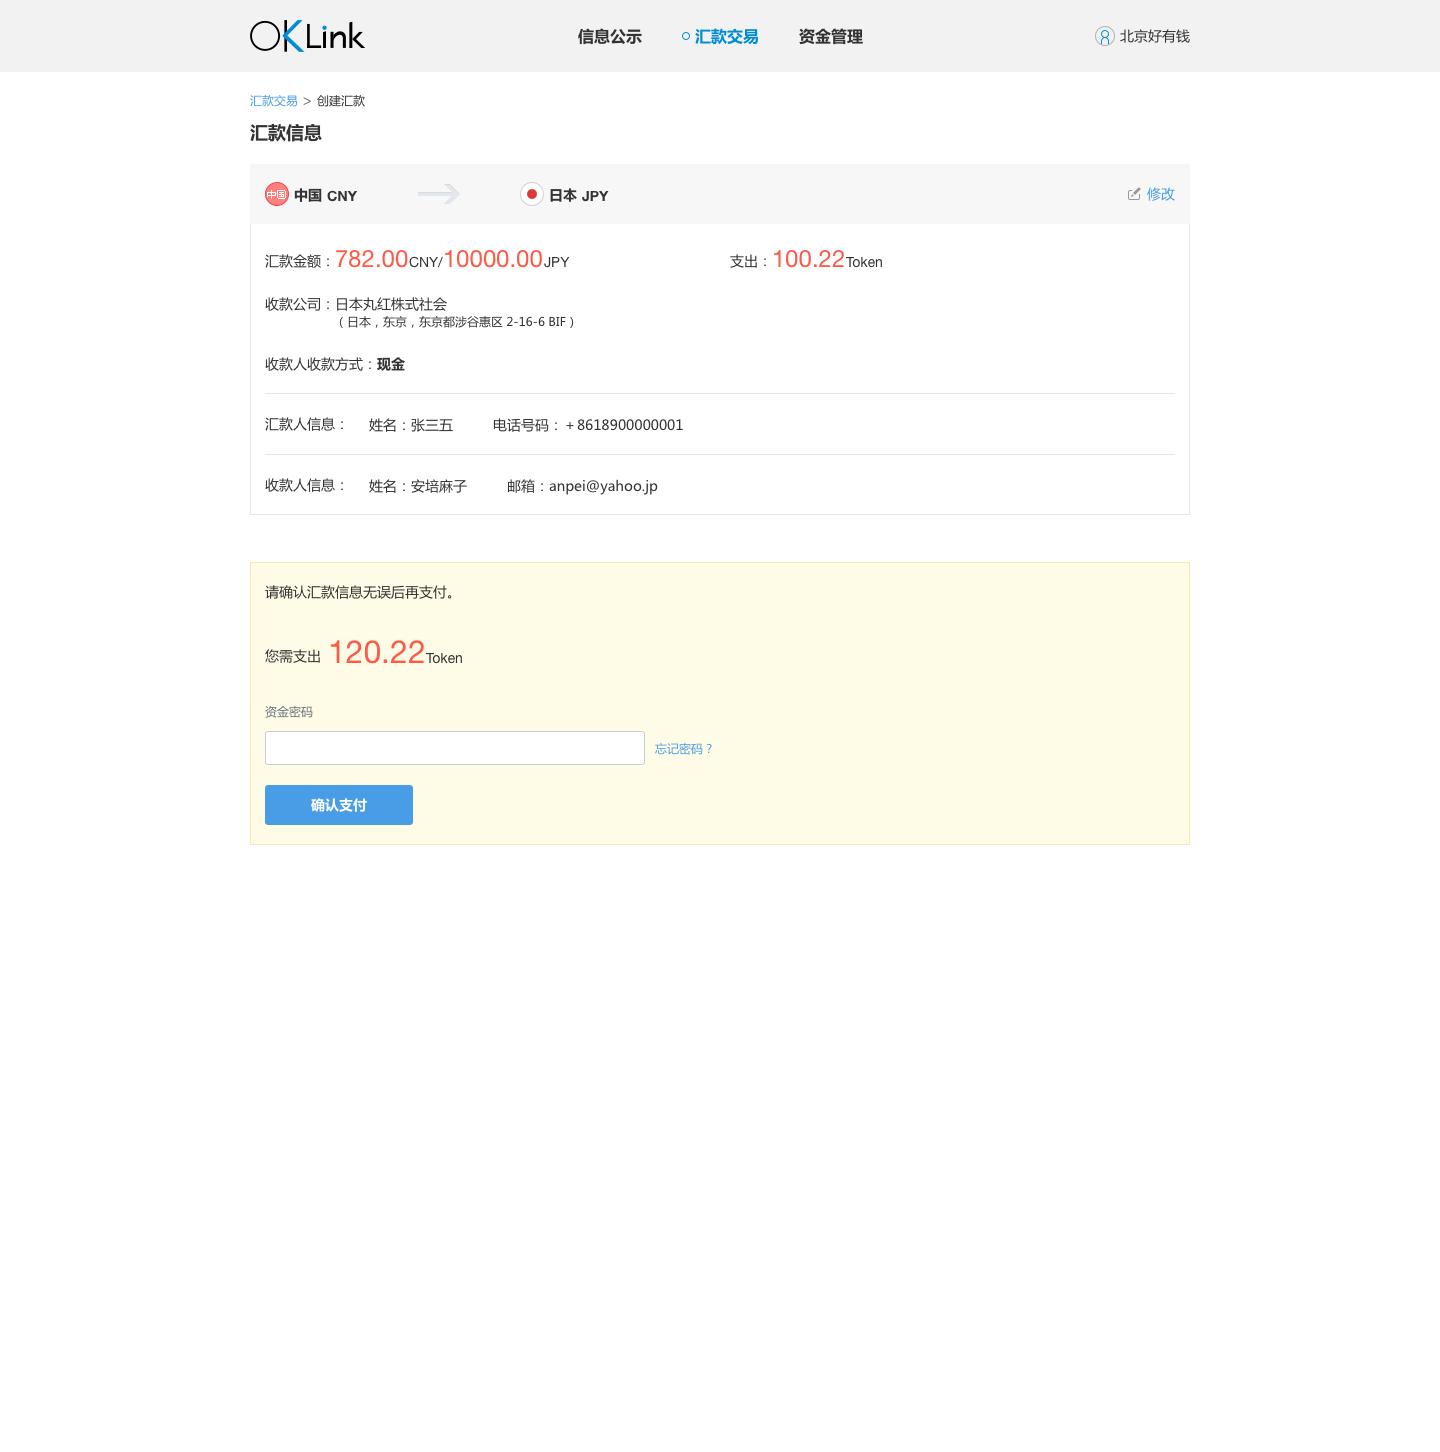 OKLink 信息公示 汇款交易 资金管理 北京好有钱
汇款交易 > 创建汇款
汇款信息
中国 中国 CNY 日本 JPY 修改
汇款金额：782.00CNY/10000.00JPY 支出：100.22Token
收款公司：日本丸红株式社会
（日本，东京，东京都涉谷惠区 2-16-6 BIF）
收款人收款方式：现金
汇款人信息： 姓名：张三五 电话号码：+8618900000001
收款人信息： 姓名：安培麻子 邮箱：anpei@yahoo.jp
请确认汇款信息无误后再支付。
您需支出 120.22Token
资金密码
忘记密码？
确认支付